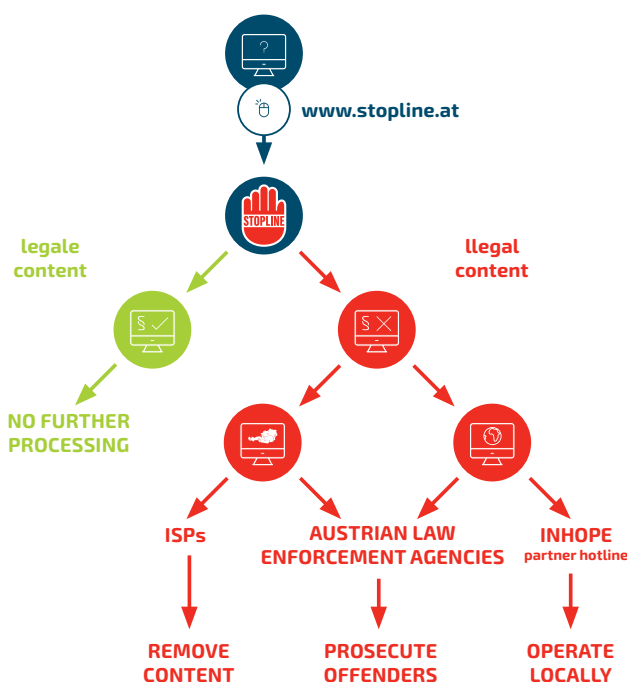 ?
www.stopline.at
STOPLINE
legale
content
llegal
content
§
§
NO FURTHER
PROCESSING
ISPs
AUSTRIAN LAW
ENFORCEMENT AGENCIES
INHOPE
partner hotline
REMOVE
CONTENT
PROSECUTE
OFFENDERS
OPERATE
LOCALLY